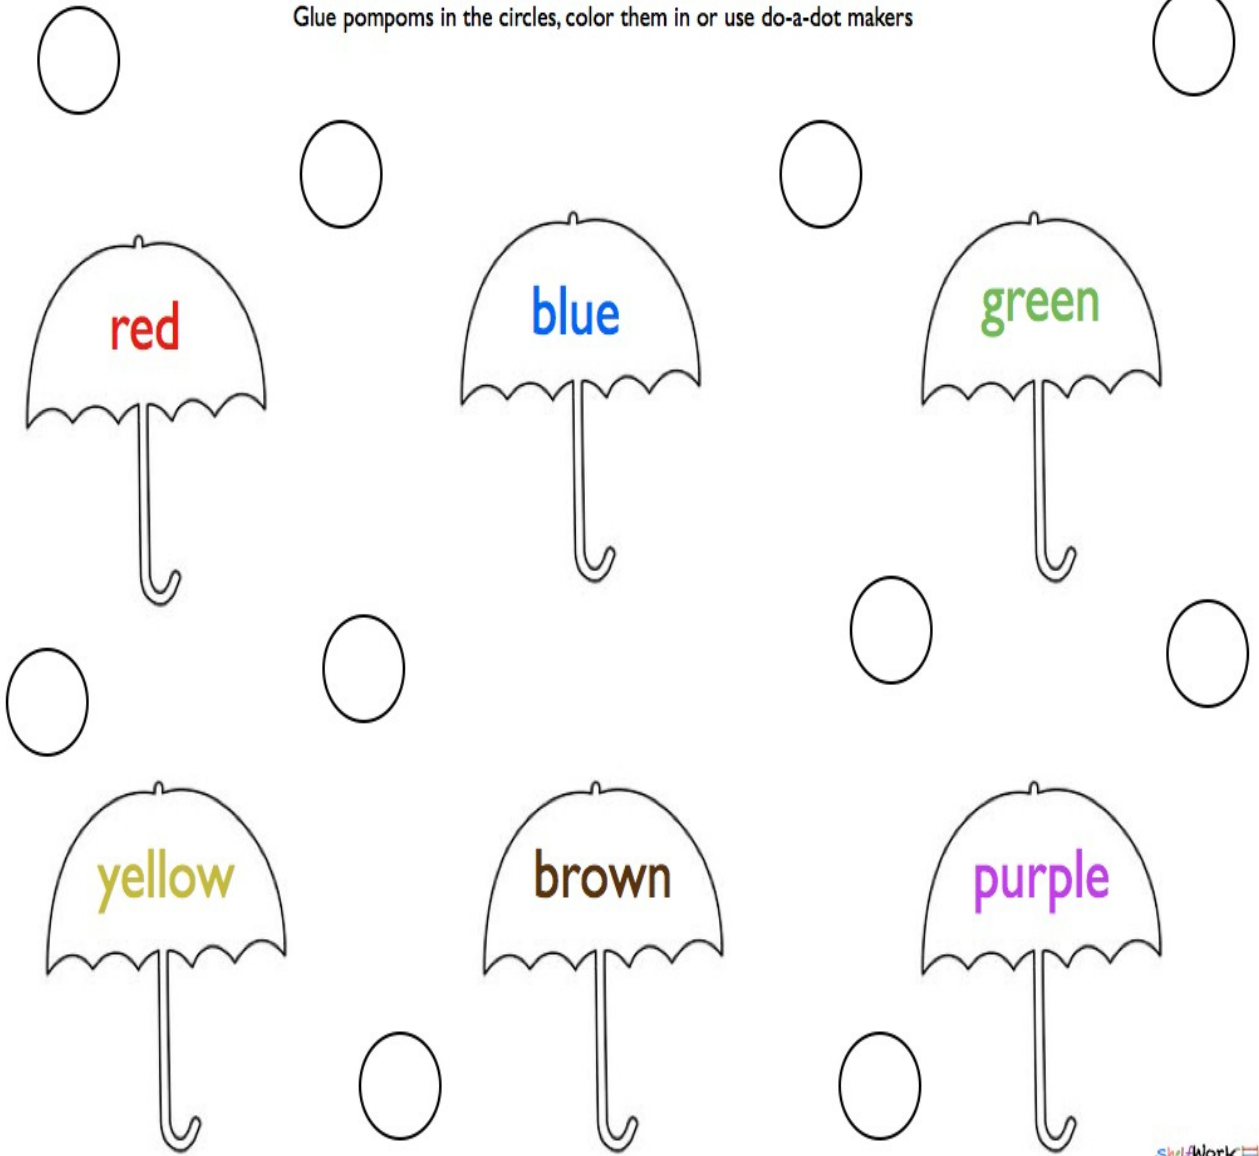 Glue pompoms in the circles, color them in or use do-a-dot makers
red
blue
green
yellow
brown
purple